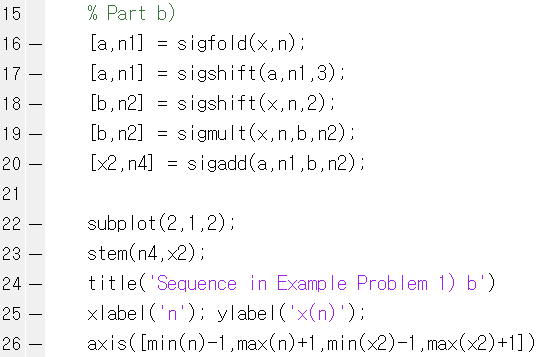 15 % Part b)
16 – [a,n1] = sigfold(x,n);
17 – [a,n1] = sigshift(a,n1,3);
18 – [b,n2] = sigshift(x,n,2);
19 – [b,n2] = sigmult(x,n,b,n2);
20 – [x2,n4] = sigadd(a,n1,b,n2);
21
22 – subplot(2,1,2);
23 – stem(n4,x2);
24 – title('Sequence in Example Problem 1) b')
25 – xlabel('n'); ylabel('x(n)');
26 – axis([min(n)-1,max(n)+1,min(x2)-1,max(x2)+1])